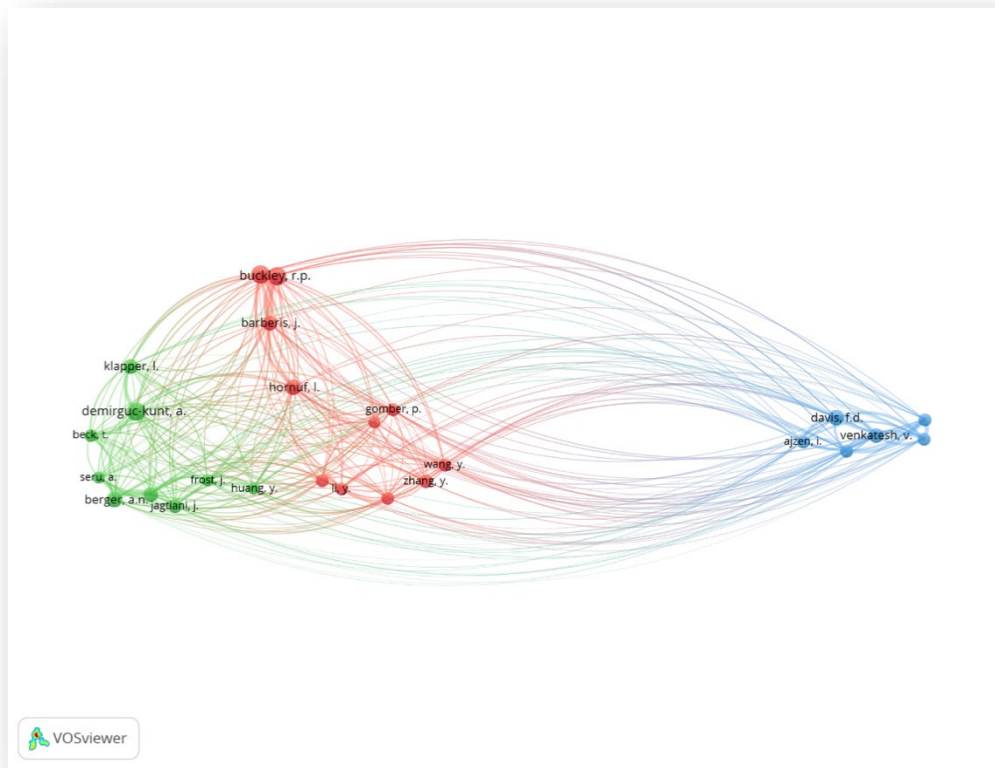 buckley, r.p.
barberis, j.
klapper, l.
hornuf, l.
demirguc-kunt, a.
gomber, p.
davis, f.d.
beck, t.
ajzen, i.
venkatesh, v.
wang, y.
seru, a.
frost, j.
zhang, y.
huang, y.
li, y.
berger, a.n.
jagtiani, j.
VOSviewer